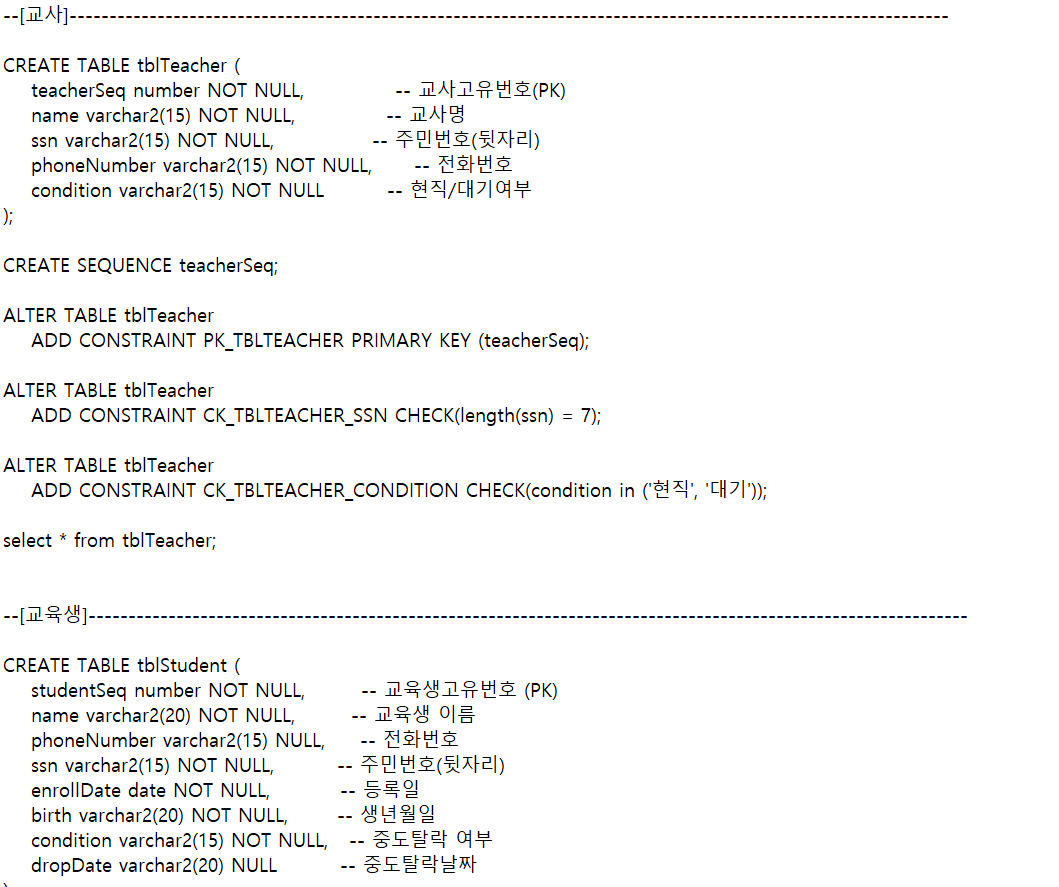 --[교사]--------------------------------------------------------------------------------------------------------------

CREATE TABLE tblTeacher (
teacherSeq number NOT NULL, -- 교사고유번호(PK)
name varchar2(15) NOT NULL, -- 교사명
ssn varchar2(15) NOT NULL, -- 주민번호(뒷자리)
phoneNumber varchar2(15) NOT NULL, -- 전화번호
condition varchar2(15) NOT NULL -- 현직/대기여부
);

CREATE SEQUENCE teacherSeq;

ALTER TABLE tblTeacher
ADD CONSTRAINT PK_TBLTEACHER PRIMARY KEY (teacherSeq);

ALTER TABLE tblTeacher
ADD CONSTRAINT CK_TBLTEACHER_SSN CHECK(length(ssn) = 7);

ALTER TABLE tblTeacher
ADD CONSTRAINT CK_TBLTEACHER_CONDITION CHECK(condition in ('현직', '대기'));

select * from tblTeacher;

--[교육생]--------------------------------------------------------------------------------------------------------------

CREATE TABLE tblStudent (
studentSeq number NOT NULL, -- 교육생고유번호 (PK)
name varchar2(20) NOT NULL, -- 교육생 이름
phoneNumber varchar2(15) NULL, -- 전화번호
ssn varchar2(15) NOT NULL, -- 주민번호(뒷자리)
enrollDate date NOT NULL, -- 등록일
birth varchar2(20) NOT NULL, -- 생년월일
condition varchar2(15) NOT NULL, -- 중도탈락 여부
dropDate varchar2(20) NULL -- 중도탈락날짜